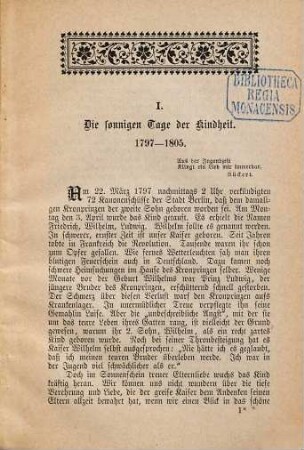 BIBLIOTHECA
REGIA
MONACENSIS
I.
Die sonnigen Tage der Kindheit.
1797—1805.
Aus der Jugendzeit
Klingt ein Lied mir immerdar.
Rückert
Am 22. März 1797 nachmittags 2 Uhr verkündigten
72 Kanonenschüsse der Stadt Berlin, daß dem damaligen
Kronprinzen der zweite Sohn geboren worden sei. Am Mon-
tag den 3. April wurde das Kind getauft. Es erhielt die Namen
Friedrich, Wilhelm, Ludwig. Wilhelm sollte es genannt werden.
In schwerer, ernster Zeit ist unser Kaiser geboren. Seit Jahren
tobte in Frankreich die Revolution. Tausende waren ihr schon
zum Opfer gefallen. Wie fernes Wetterleuchten sah man ihren
blutigen Feuerschein auch in Deutschland. Dazu kamen noch
schwere Heimsuchungen im Hause des Kronprinzen selbst. Wenige
Monate vor der Geburt Wilhelms war Prinz Ludwig, der
jüngere Bruder des Kronprinzen, unerwartet schnell gestorben.
Der Schmerz über diesen Verlust warf den Kronprinzen aufs
Krankenlager. In unermüdlicher Treue verpflegte ihn seine
Gemahlin Luise. Aber die „unbeschreibliche Angst“, mit der sie
um das teure Leben ihres Gatten rang, ist vielleicht der Grund
gewesen, warum ihr 2. Sohn, Wilhelm, als ein recht zartes
Kind geboren wurde. Noch bei seiner Thronbesteigung hat es
Kaiser Wilhelm selbst ausgesprochen: „Nie hätte ich es geglaubt,
daß ich meinen teuren Bruder überleben werde. Ich war in
der Jugend viel schwächlicher als er.“
Doch im Sonnenschein treuer Elternliebe wuchs das Kind
kräftig heran. Wir können uns nicht wundern über die tiefe
Verehrung und Liebe, die der greise Kaiser dem Andenken seinen
Eltern allzeit bewahrt hat, wenn wir einen Blick in das schöne
1*